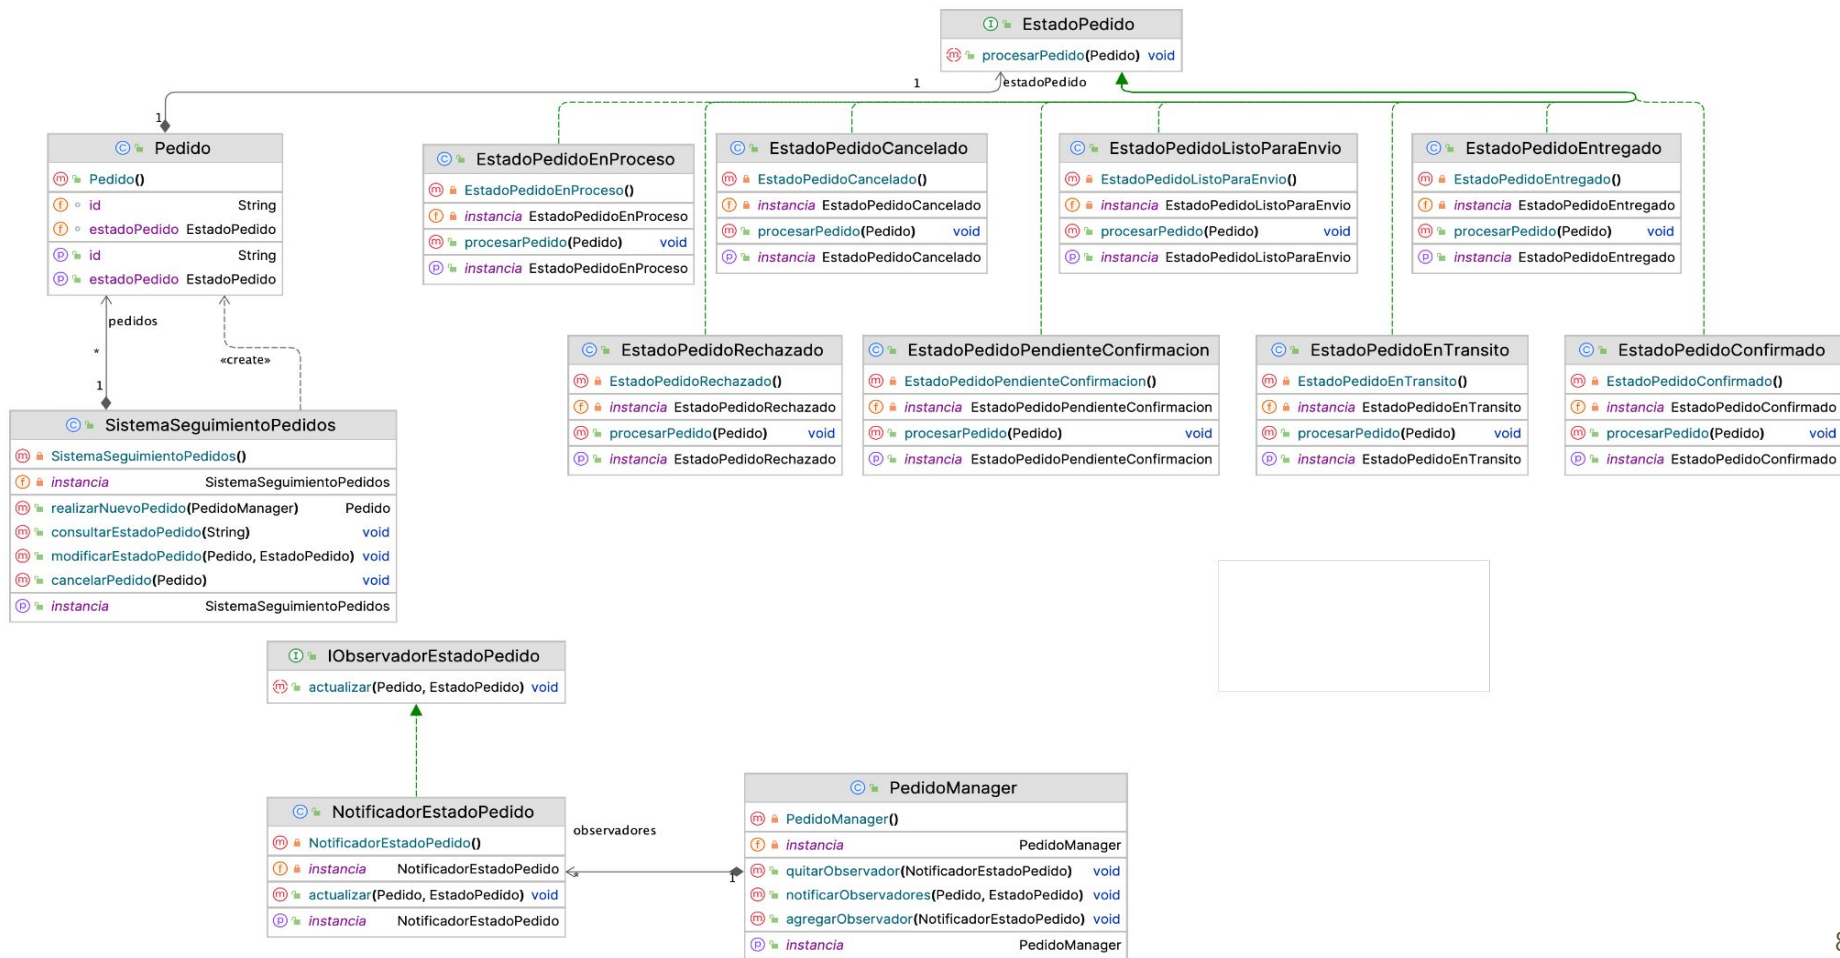 EstadoPedido
procesarPedido(Pedido) void
1
estadoPedido
1
Pedido
Pedido()
id String
estadoPedido EstadoPedido
id String
estadoPedido EstadoPedido
EstadoPedidoEnProceso
EstadoPedidoEnProceso()
instancia EstadoPedidoEnProceso
procesarPedido(Pedido) void
instancia EstadoPedidoEnProceso
EstadoPedidoCancelado
EstadoPedidoCancelado()
instancia EstadoPedidoCancelado
procesarPedido(Pedido) void
instancia EstadoPedidoCancelado
EstadoPedidoListoParaEnvio
EstadoPedidoListoParaEnvio()
instancia EstadoPedidoListoParaEnvio
procesarPedido(Pedido) void
instancia EstadoPedidoListoParaEnvio
EstadoPedidoEntregado
EstadoPedidoEntregado()
instancia EstadoPedidoEntregado
procesarPedido(Pedido) void
instancia EstadoPedidoEntregado
pedidos
*
1
«create»
EstadoPedidoRechazado
EstadoPedidoRechazado()
instancia EstadoPedidoRechazado
procesarPedido(Pedido) void
instancia EstadoPedidoRechazado
EstadoPedidoPendienteConfirmacion
EstadoPedidoPendienteConfirmacion()
instancia EstadoPedidoPendienteConfirmacion
procesarPedido(Pedido) void
instancia EstadoPedidoPendienteConfirmacion
EstadoPedidoEnTransito
EstadoPedidoEnTransito()
instancia EstadoPedidoEnTransito
procesarPedido(Pedido) void
instancia EstadoPedidoEnTransito
EstadoPedidoConfirmado
EstadoPedidoConfirmado()
instancia EstadoPedidoConfirmado
procesarPedido(Pedido) void
instancia EstadoPedidoConfirmado
SistemaSeguimientoPedidos
SistemaSeguimientoPedidos()
instancia SistemaSeguimientoPedidos
realizarNuevoPedido(PedidoManager) Pedido
consultarEstadoPedido(String) void
modificarEstadoPedido(Pedido, EstadoPedido) void
cancelarPedido(Pedido) void
instancia SistemaSeguimientoPedidos
IObservadorEstadoPedido
actualizar(Pedido, EstadoPedido) void
NotificadorEstadoPedido
NotificadorEstadoPedido()
instancia NotificadorEstadoPedido
actualizar(Pedido, EstadoPedido) void
instancia NotificadorEstadoPedido
observadores
*
1
PedidoManager
PedidoManager()
instancia PedidoManager
quitarObservador(NotificadorEstadoPedido) void
notificarObservadores(Pedido, EstadoPedido) void
agregarObservador(NotificadorEstadoPedido) void
instancia PedidoManager